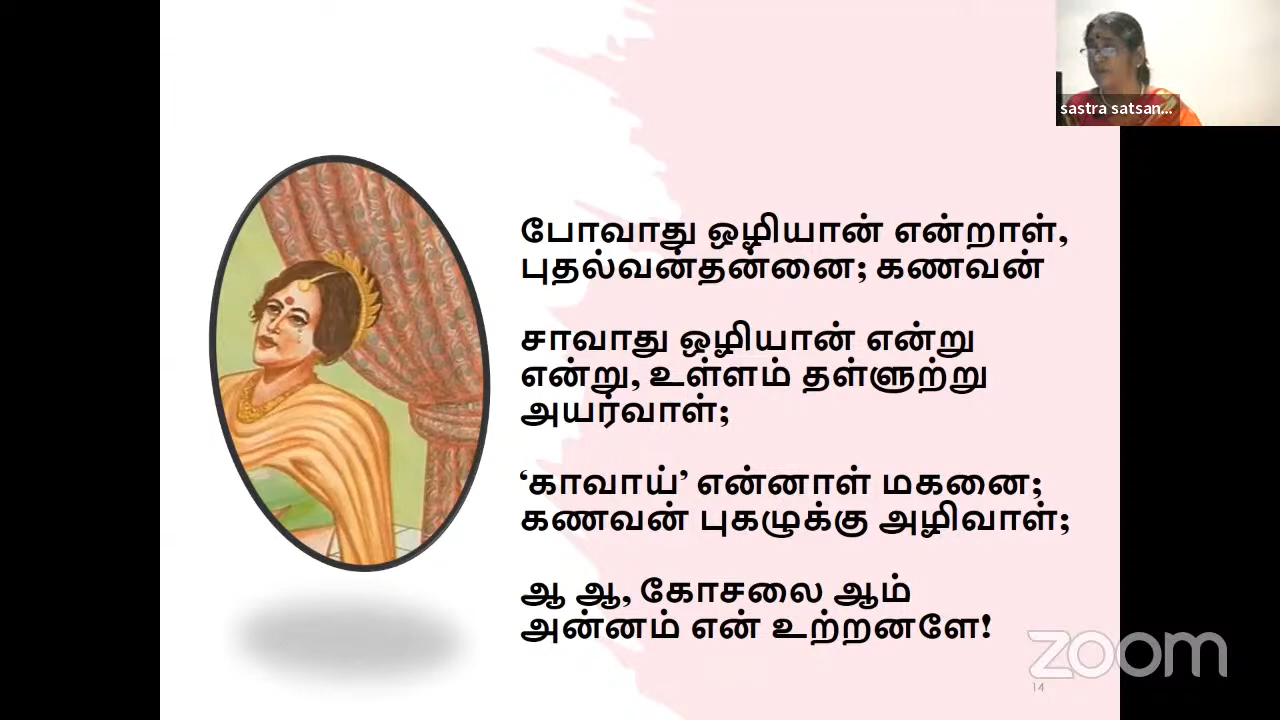 sastra satsan...
போவாது ஒழியான் என்றாள்,
புதல்வன்தன்னை; கணவன்
சாவாது ஒழியான் என்று
என்று, உள்ளம் தள்ளுற்று
அயர்வாள்;
‘காவாய்’ என்னாள் மகனை;
கணவன் புகழுக்கு அழிவாள்;
ஆ ஆ, கோசலை ஆம்
அன்னம் என் உற்றனளே!
zoom
14